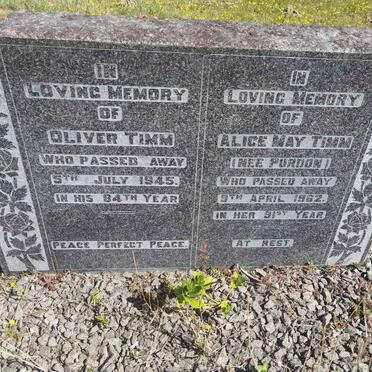 IN
LOVING MEMORY
OF
OLIVER TIMM
WHO PASSED AWAY
5TH JULY 1945.
IN HIS 84TH YEAR
PEACE PERFECT PEACE.
IN
LOVING MEMORY
OF
ALICE MAY TIMM
(NEE PURDON)
WHO PASSED AWAY
9TH APRIL 1962.
IN HER 91ST YEAR
AT REST.